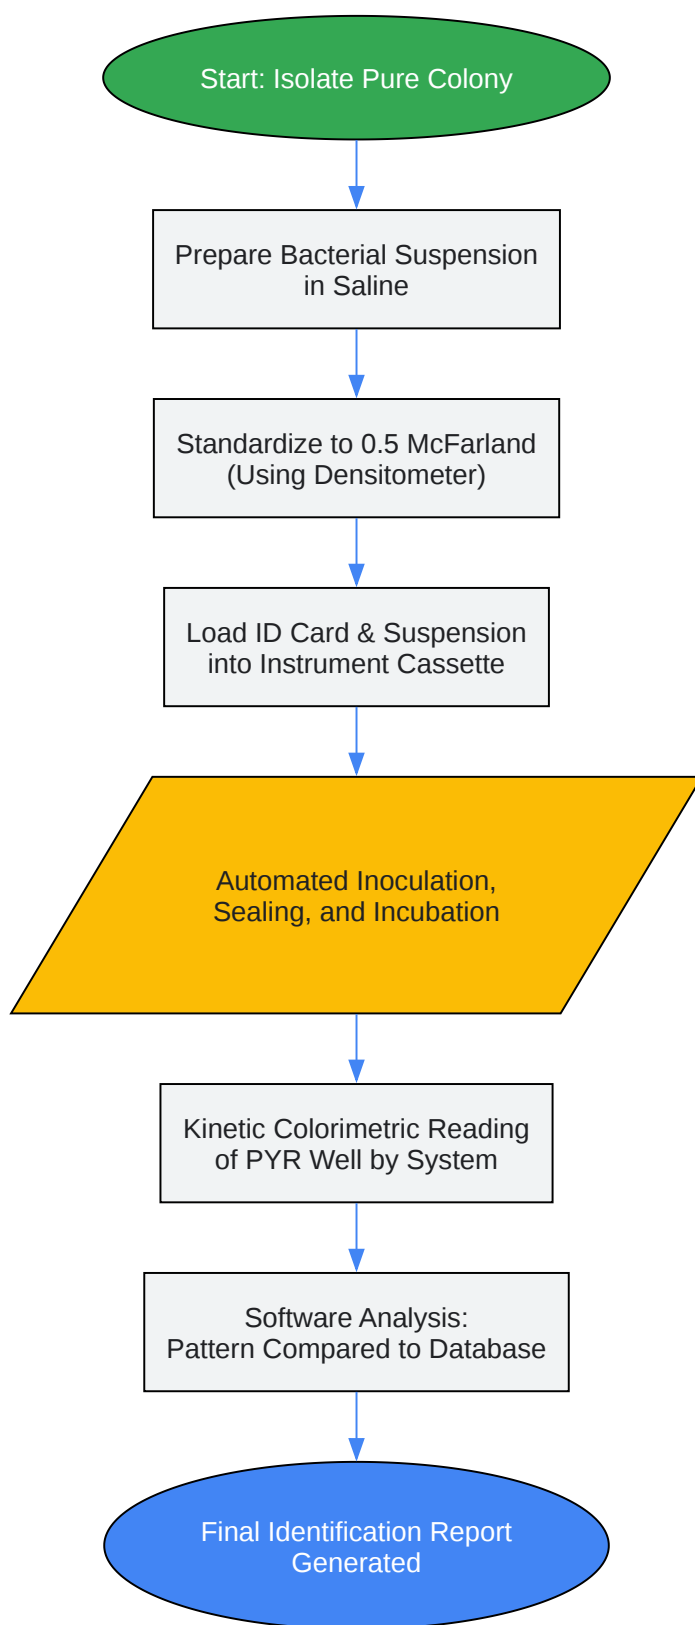 Start: Isolate Pure Colony
Prepare Bacterial Suspension
in Saline
Standardize to 0.5 McFarland
(Using Densitometer)
Load ID Card & Suspension
into Instrument Cassette
Automated Inoculation,
Sealing, and Incubation
Kinetic Colorimetric Reading
of PYR Well by System
Software Analysis:
Pattern Compared to Database
Final Identification Report
Generated